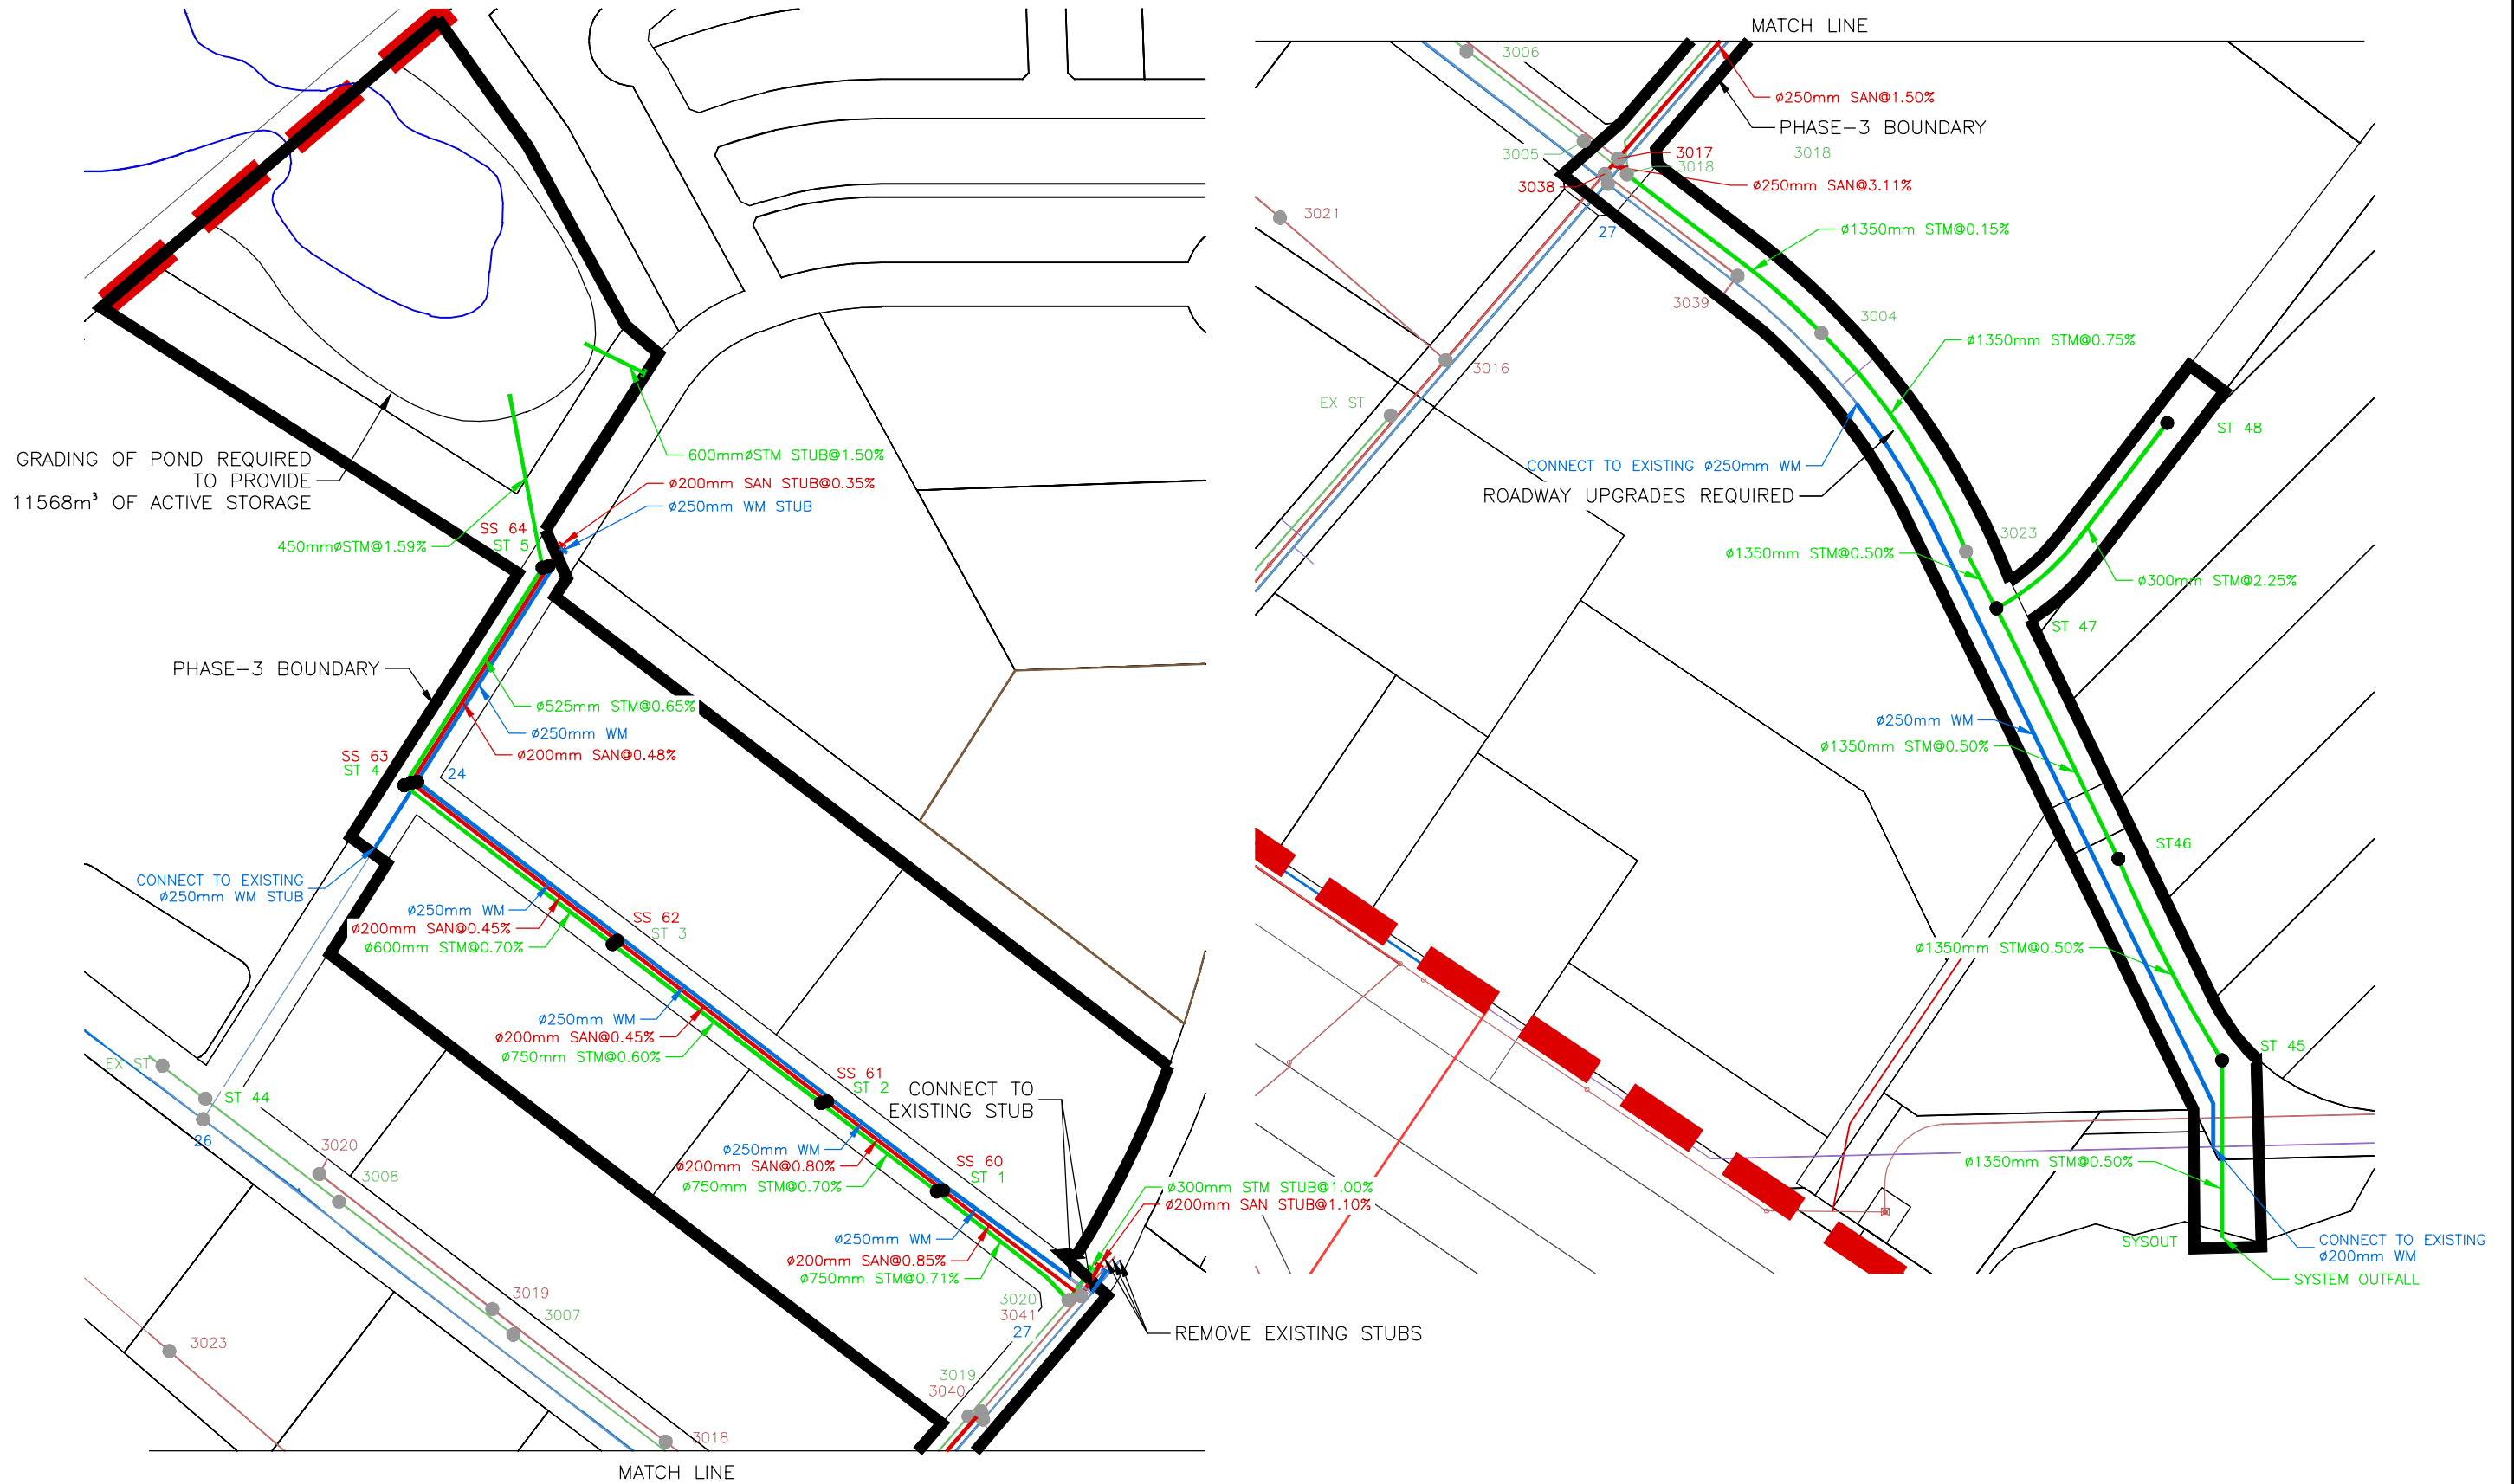 GRADING OF POND REQUIRED
TO PROVIDE
11568m³ OF ACTIVE STORAGE
600mmøSTM STUB@1.50%
ø200mm SAN STUB@0.35%
ø250mm WM STUB
SS 64
ST 5
450mmøSTM@1.59%
PHASE-3 BOUNDARY
ø525mm STM@0.65%
ø250mm WM
ø200mm SAN@0.48%
SS 63
ST 4
24
CONNECT TO EXISTING
ø250mm WM STUB
ø250mm WM
ø200mm SAN@0.45%
ø600mm STM@0.70%
SS 62
ST 3
ø250mm WM
ø200mm SAN@0.45%
ø750mm STM@0.60%
SS 61
ST 2
CONNECT TO
EXISTING STUB
EX ST
ST 44
26
3020
3008
ø250mm WM
ø200mm SAN@0.80%
ø750mm STM@0.70%
SS 60
ST 1
ø300mm STM STUB@1.00%
ø200mm SAN STUB@1.10%
ø250mm WM
ø200mm SAN@0.85%
ø750mm STM@0.71%
3020
3041
27
REMOVE EXISTING STUBS
3019
3007
3023
3019
3040
3018
MATCH LINE
MATCH LINE
3006
ø250mm SAN@1.50%
PHASE-3 BOUNDARY
3005
3017
3018
3018
3038
ø250mm SAN@3.11%
3021
27
ø1350mm STM@0.15%
3039
3004
ø1350mm STM@0.75%
3016
EX ST
ST 48
CONNECT TO EXISTING ø250mm WM
ROADWAY UPGRADES REQUIRED
3023
ø1350mm STM@0.50%
ø300mm STM@2.25%
ST 47
ø250mm WM
ø1350mm STM@0.50%
ST46
ø1350mm STM@0.50%
ST 45
ø1350mm STM@0.50%
SYSOUT
CONNECT TO EXISTING
ø200mm WM
SYSTEM OUTFALL